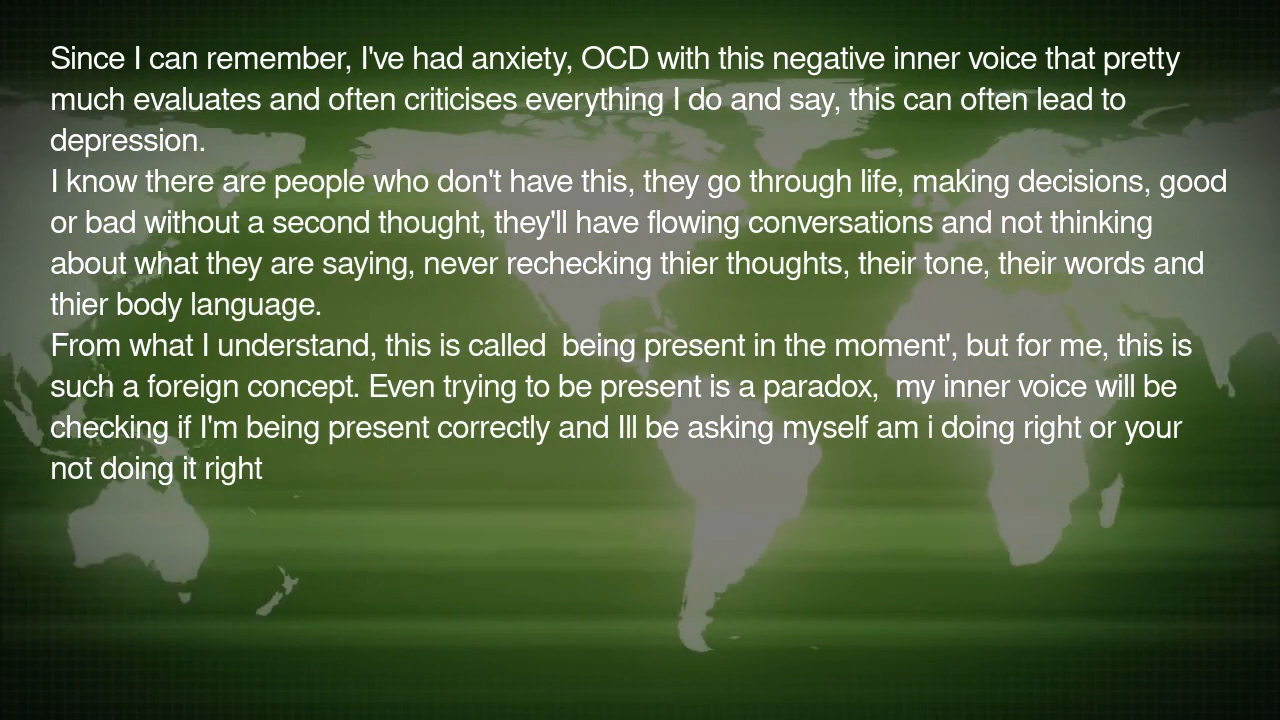 Since I can remember, I've had anxiety, OCD with this negative inner voice that pretty
much evaluates and often criticises everything I do and say, this can often lead to
depression.
I know there are people who don't have this, they go through life, making decisions, good
or bad without a second thought, they'll have flowing conversations and not thinking
about what they are saying, never rechecking thier thoughts, their tone, their words and
thier body language.
From what I understand, this is called  being present in the moment', but for me, this is
such a foreign concept. Even trying to be present is a paradox,  my inner voice will be
checking if I'm being present correctly and Ill be asking myself am i doing right or your
not doing it right